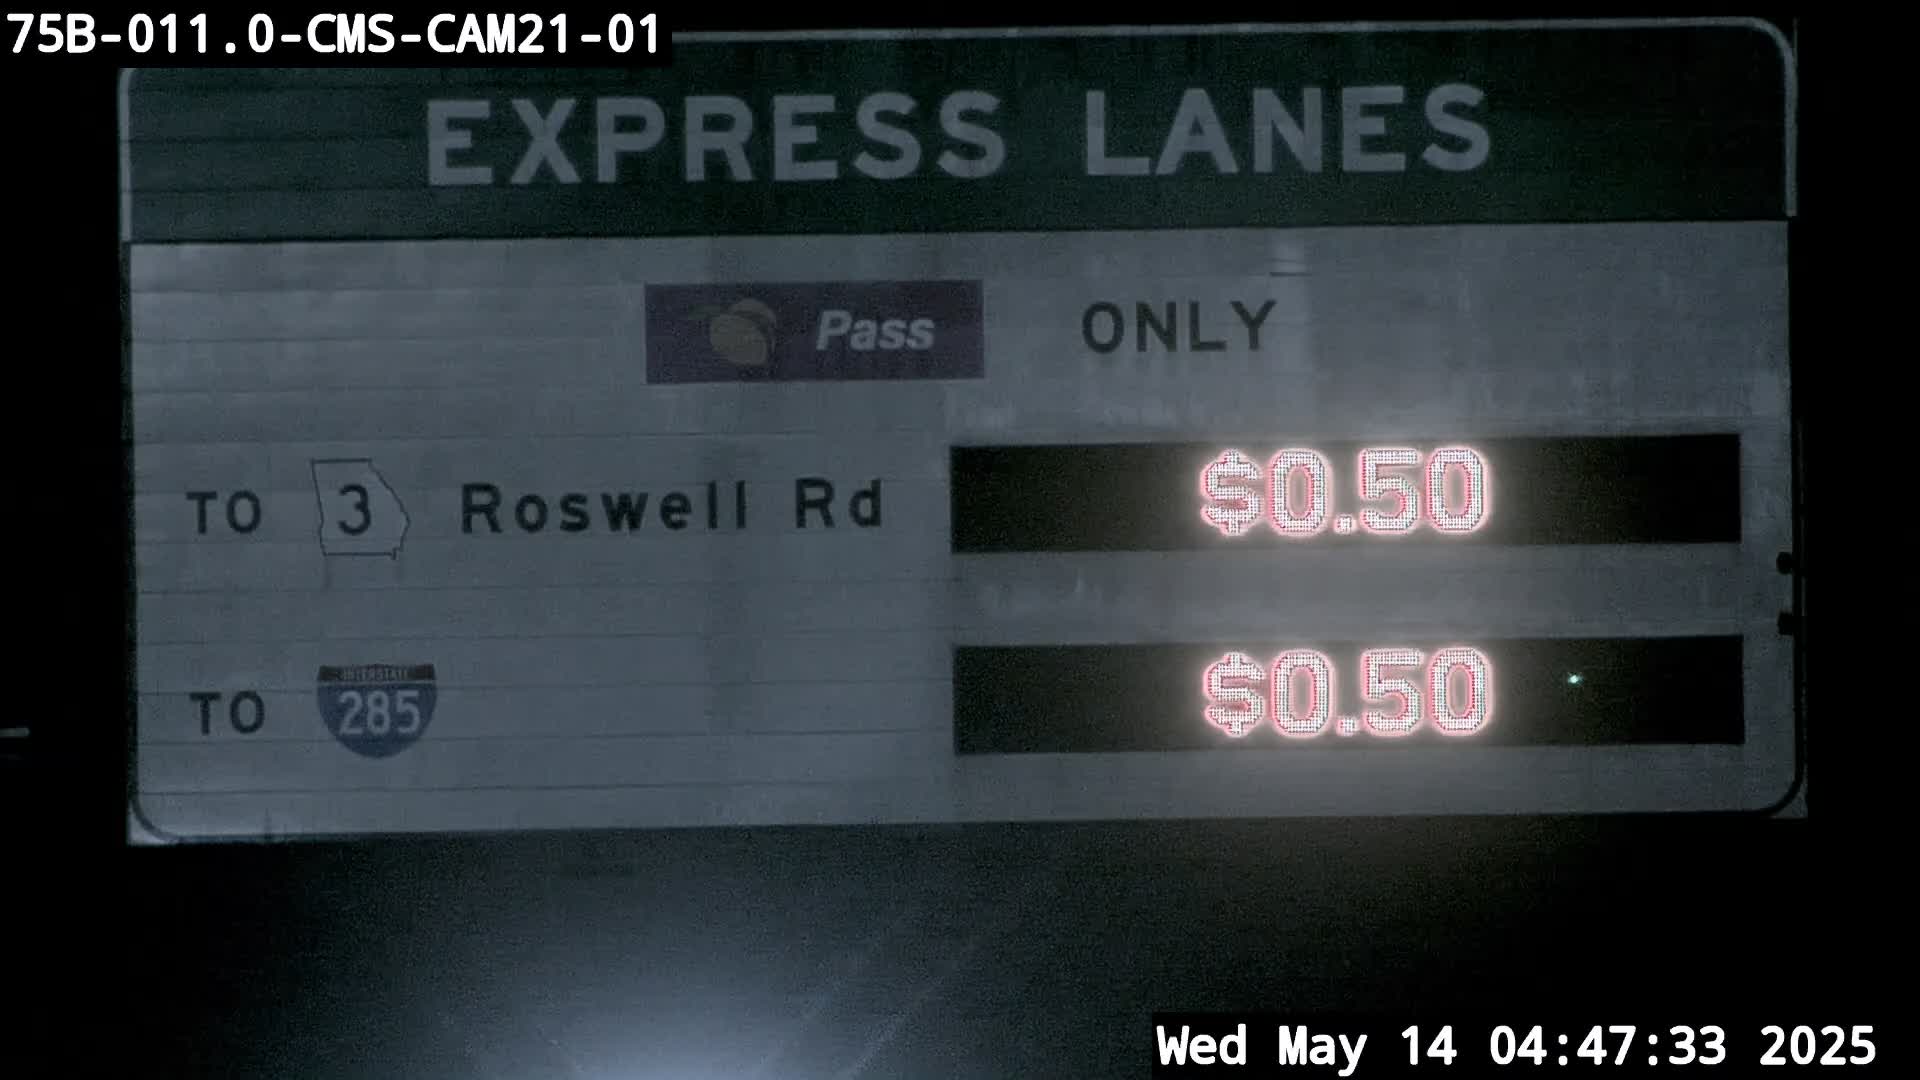 75B-011.0-CMS-CAM21-01
EXPRESS LANES
Pass ONLY
TO 3 Roswell Rd $0.50
INTERSTATE
TO 285 $0.50
Wed May 14 04:47:33 2025